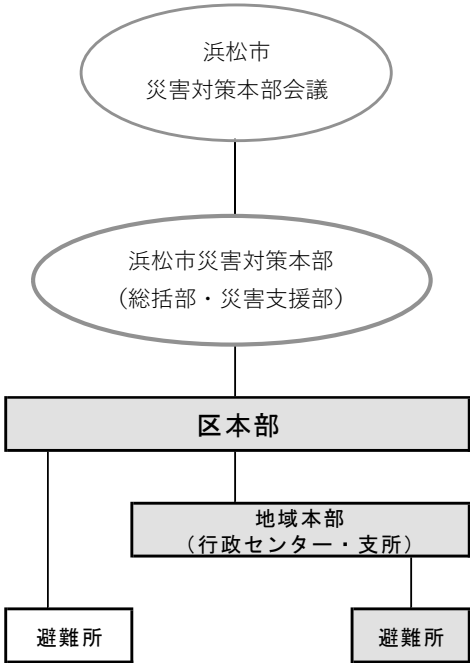 浜松市
災害対策本部会議
浜松市災害対策本部
（総括部・災害支援部）
区本部
地域本部
（行政センター・支所）
避難所
避難所